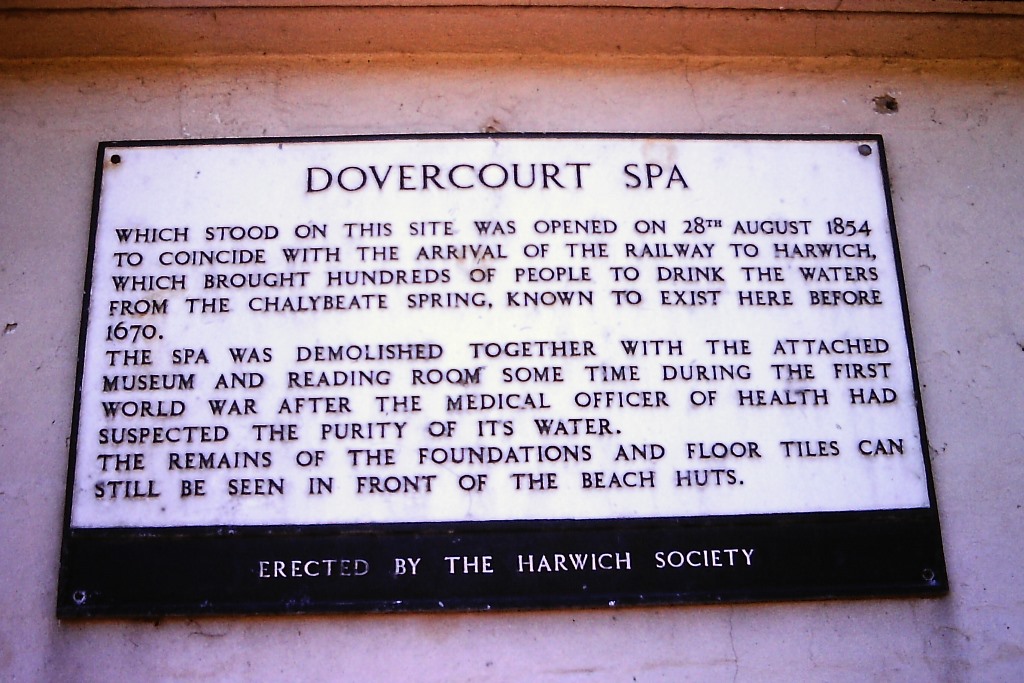 DOVERCOURT SPA
WHICH STOOD ON THIS SITE WAS OPENED ON 28TH AUGUST 1854
TO COINCIDE WITH THE ARRIVAL OF THE RAILWAY TO HARWICH,
WHICH BROUGHT HUNDREDS OF PEOPLE TO DRINK THE WATERS
FROM THE CHALYBEATE SPRING, KNOWN TO EXIST HERE BEFORE
1670.
THE SPA WAS DEMOLISHED TOGETHER WITH THE ATTACHED
MUSEUM AND READING ROOM SOME TIME DURING THE FIRST
WORLD WAR AFTER THE MEDICAL OFFICER OF HEALTH HAD
SUSPECTED THE PURITY OF ITS WATER.
THE REMAINS OF THE FOUNDATIONS AND FLOOR TILES CAN
STILL BE SEEN IN FRONT OF THE BEACH HUTS.
ERECTED BY THE HARWICH SOCIETY